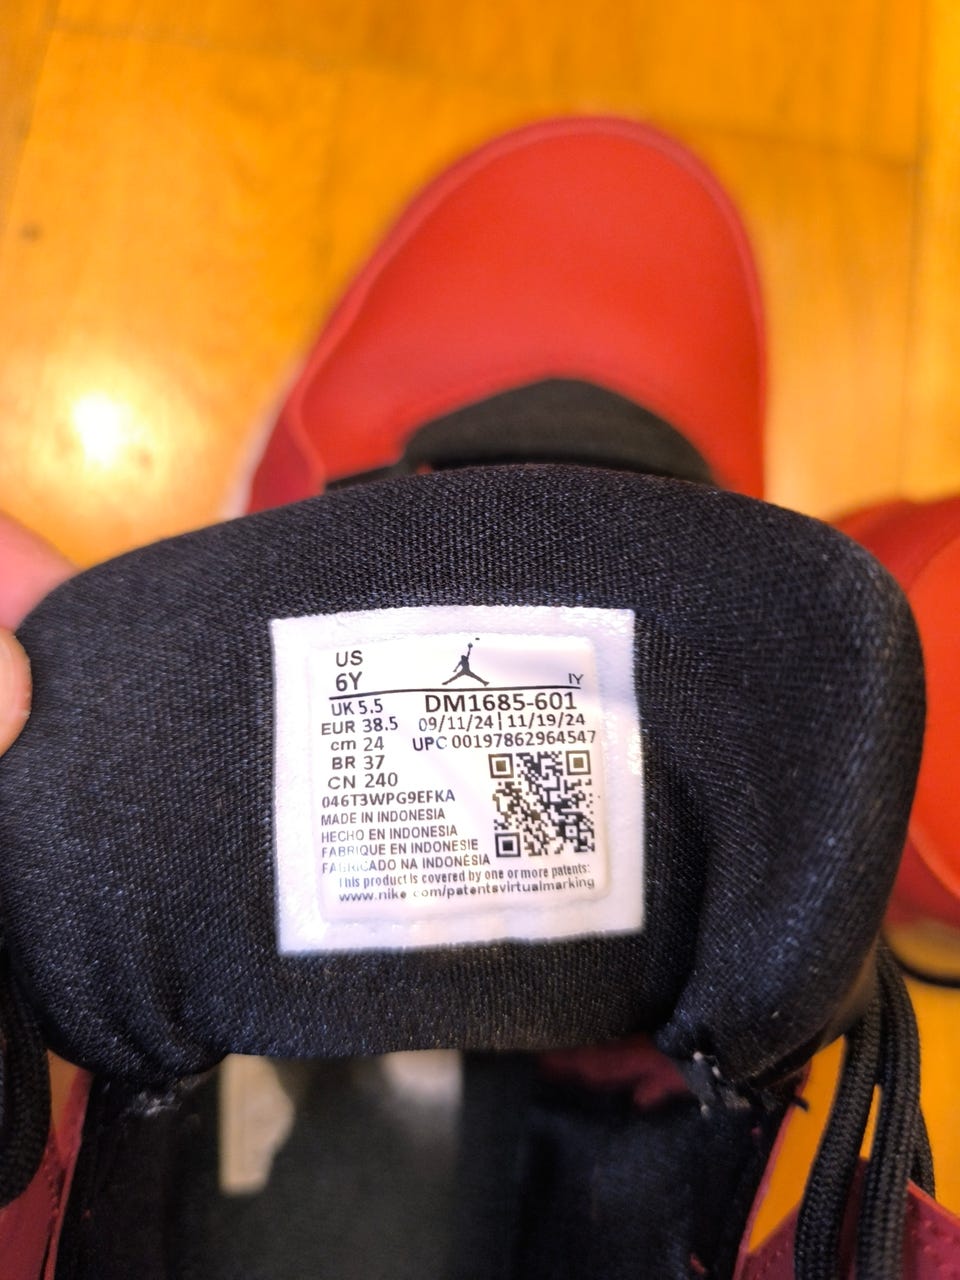 US
6Y
IY
UK 5.5
DM1685-601
EUR 38.5
09/11/24 | 11/19/24
cm 24
UPC 00197862964547
BR 37
CN 240
046T3WPG9EFKA
MADE IN INDONESIA
HECHO EN INDONESIA
FABRIQUE EN INDONESIE
FABRICADO NA INDONÉSIA
This product is covered by one or more patents:
www.nike.com/patentsvirtualmarking